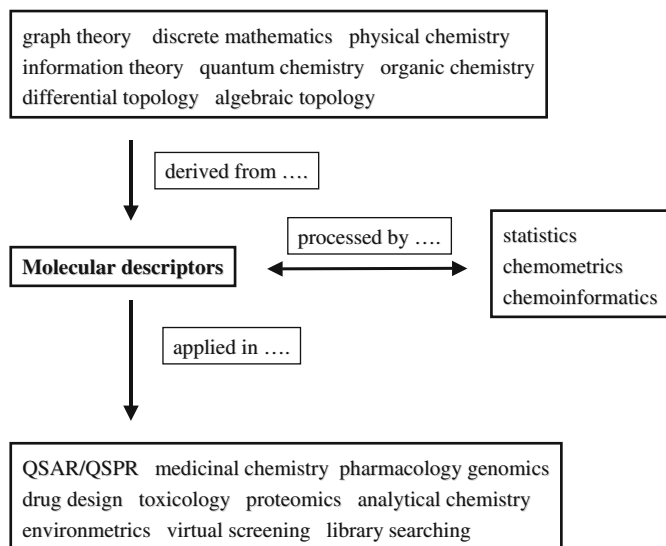 graph theory discrete mathematics physical chemistry
information theory quantum chemistry organic chemistry
differential topology algebraic topology
derived from ….
processed by ….
statistics
chemometrics
chemoinformatics
Molecular descriptors
applied in ….
QSAR/QSPR medicinal chemistry pharmacology genomics
drug design toxicology proteomics analytical chemistry
environmetrics virtual screening library searching